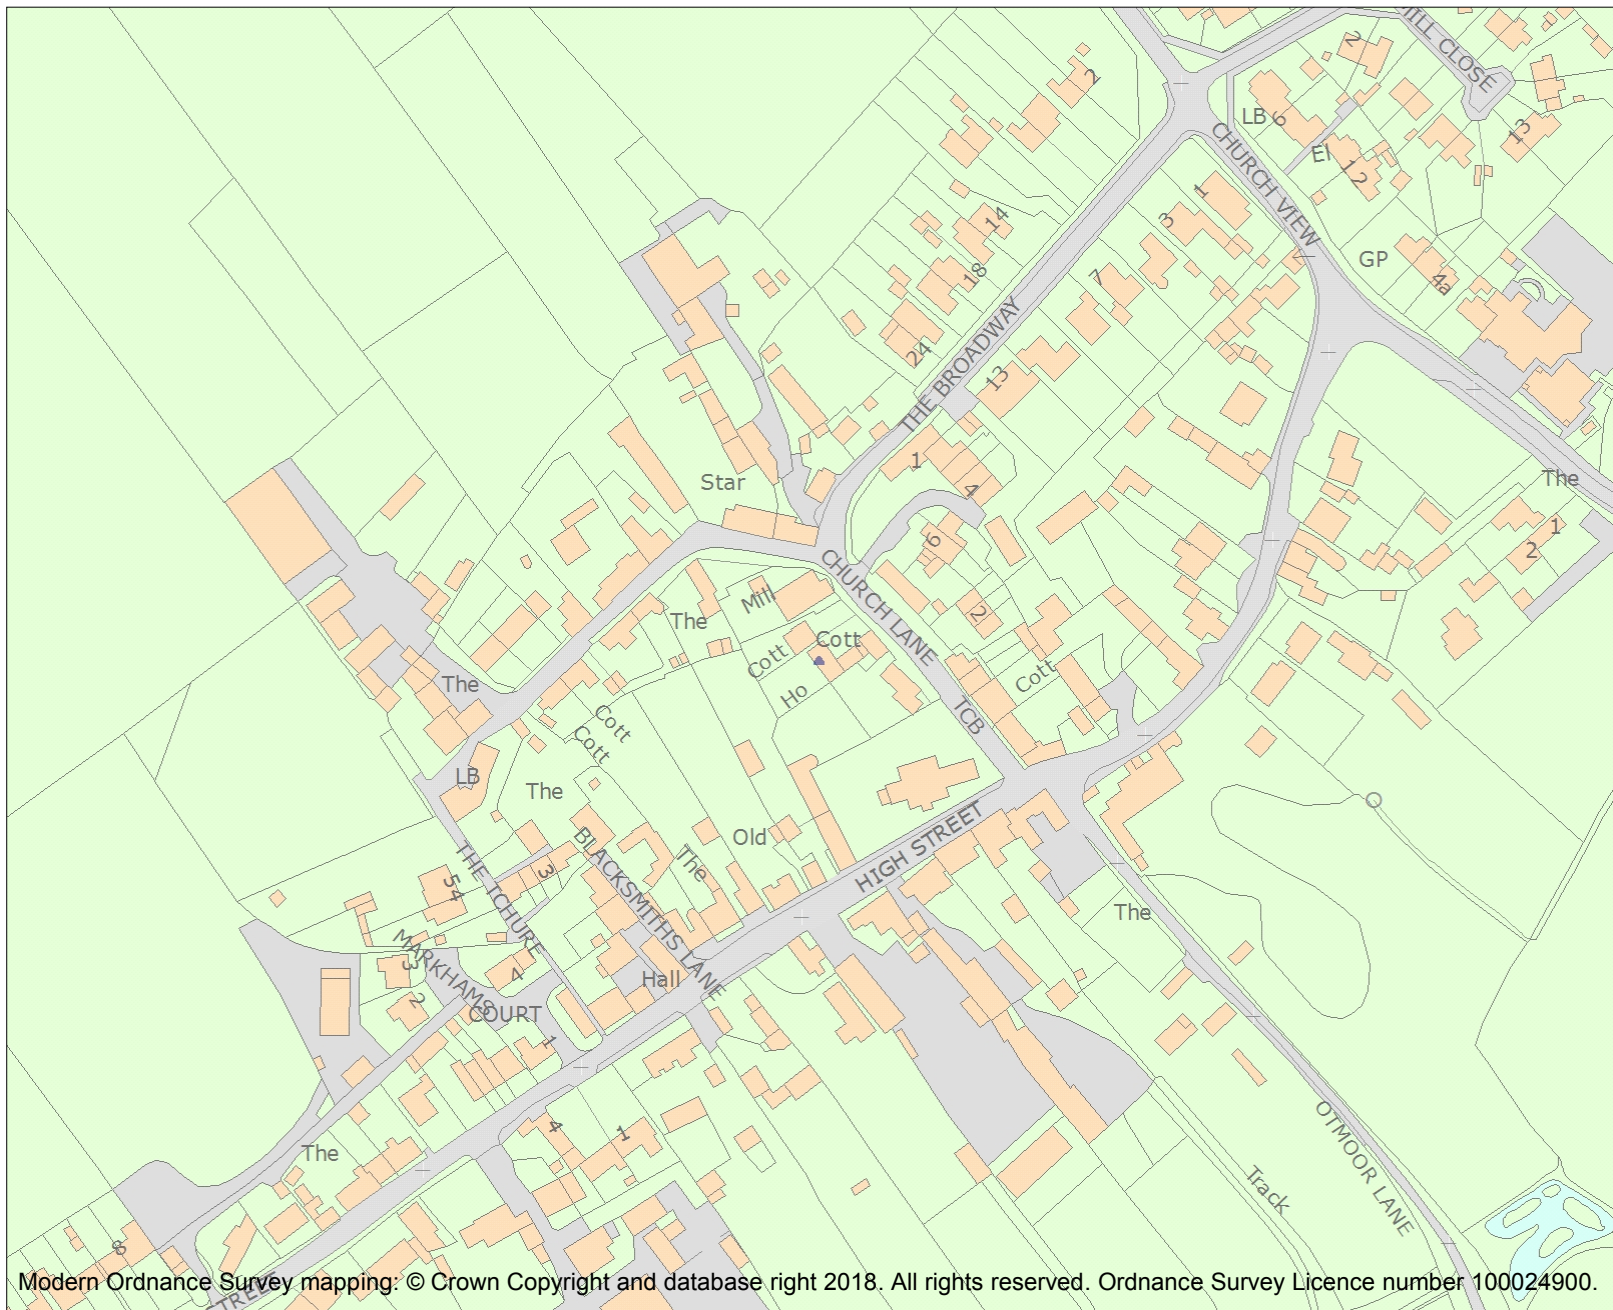 MILL CLOSE
2
2
LB
6
13
CHURCH VIEW
El
1 2
1
14
3
GP
18
7
4a
24
THE BROADWAY
13
1
Star
4
The
1
2
6
CHURCH LANE
Mill
The
2
Cott
Cott
Cott
The
Ho
TCB
Cott
Cott
LB
The
HIGH STREET
Old
BLACKSMITHS LANE
THE TCHURE
The
3
54
The
MARKHAMS
COURT
3
4
2
Hall
1
OTMOOR LANE
4
1
The
Track
8
STREET
Modern Ordnance Survey mapping: © Crown Copyright and database right 2018. All rights reserved. Ordnance Survey Licence number 100024900.